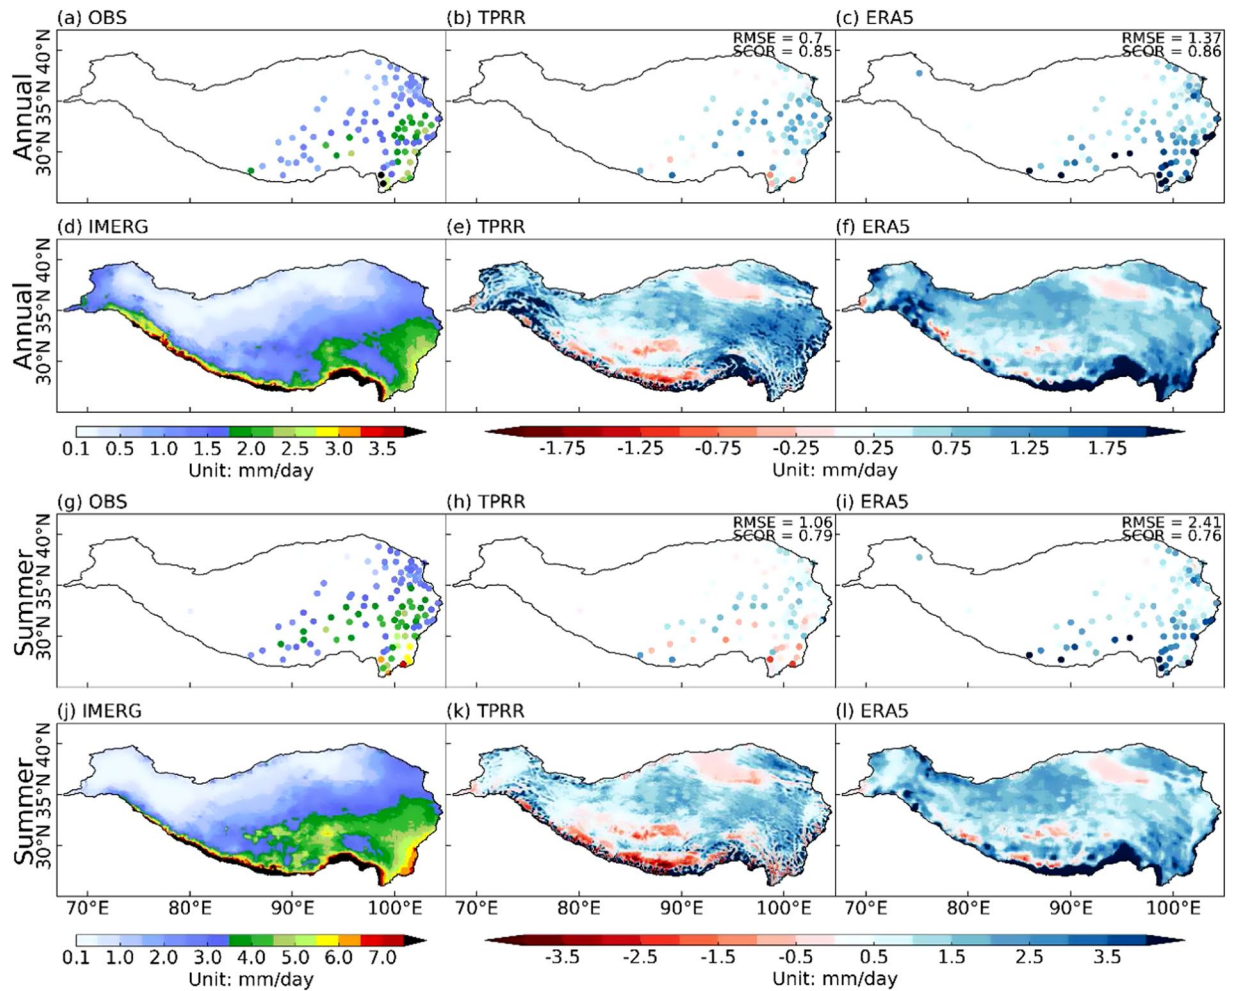 (a) OBS (b) TPRR (c) ERA5
RMSE = 0.7 RMSE = 1.37
SCOR = 0.85 SCOR = 0.86
Annual
30°N 35°N 40°N
(d) IMERG (e) TPRR (f) ERA5
Annual
30°N 35°N 40°N
0.1 0.5 1.0 1.5 2.0 2.5 3.0 3.5 -1.75 -1.25 -0.75 -0.25 0.25 0.75 1.25 1.75
Unit: mm/day Unit: mm/day
(g) OBS (h) TPRR (i) ERA5
RMSE = 1.06 RMSE = 2.41
SCOR = 0.79 SCOR = 0.76
Summer
30°N 35°N 40°N
(j) IMERG (k) TPRR (l) ERA5
Summer
30°N 35°N 40°N
70°E 80°E 90°E 100°E 70°E 80°E 90°E 100°E 70°E 80°E 90°E 100°E
0.1 1.0 2.0 3.0 4.0 5.0 6.0 7.0 -3.5 -2.5 -1.5 -0.5 0.5 1.5 2.5 3.5
Unit: mm/day Unit: mm/day